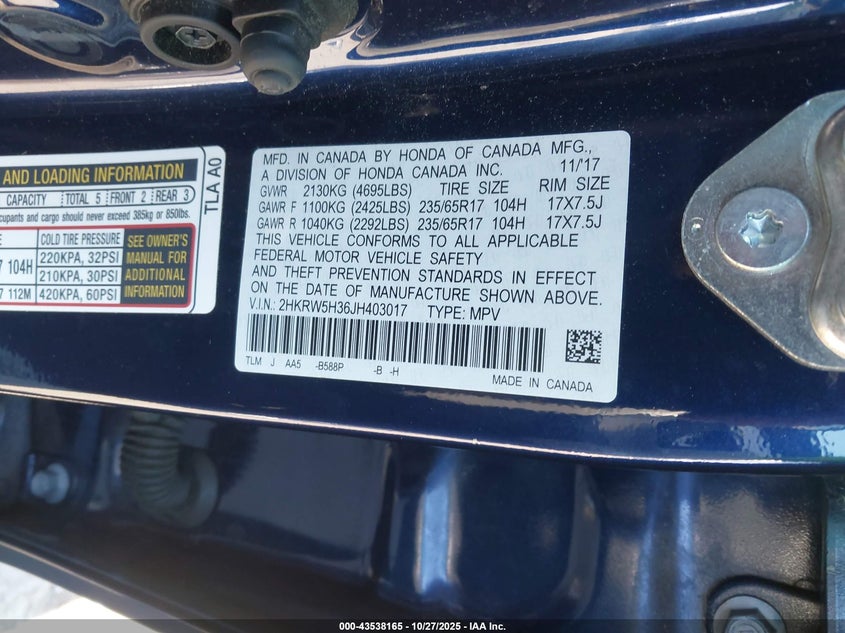 AND LOADING INFORMATION
CAPACITY TOTAL 5 FRONT 2 REAR 3
cupants and cargo should never exceed 385kg or 850lbs.
COLD TIRE PRESSURE
7 104H 220KPA, 32PSI
210KPA, 30PSI
7 112M 420KPA, 60PSI
SEE OWNER'S
MANUAL FOR
ADDITIONAL
INFORMATION
TLA A0
MFD. IN CANADA BY HONDA OF CANADA MFG.,
A DIVISION OF HONDA CANADA INC. 11/17
GVWR 2130KG (4695LBS) TIRE SIZE RIM SIZE
GAWR F 1100KG (2425LBS) 235/65R17 104H 17X7.5J
GAWR R 1040KG (2292LBS) 235/65R17 104H 17X7.5J
THIS VEHICLE CONFORMS TO ALL APPLICABLE
FEDERAL MOTOR VEHICLE SAFETY
AND THEFT PREVENTION STANDARDS IN EFFECT
ON THE DATE OF MANUFACTURE SHOWN ABOVE.
V.I.N.: 2HKRW5H36JH403017 TYPE: MPV
TLM J AA5 -B588P -B -H
MADE IN CANADA
000-43538165 - 10/27/2025 - IAA Inc.